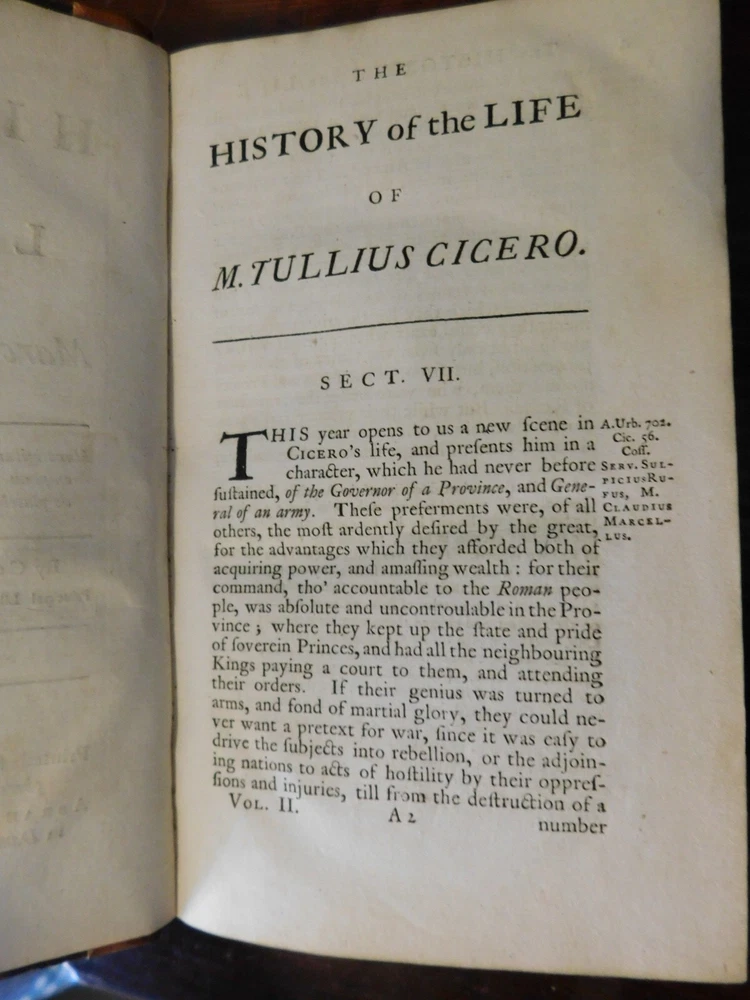 THE
HISTORY of the LIFE
OF
M. TULLIUS CICERO.
SECT. VII.
THIS year opens to us a new ſcene in
CICERO's life, and preſents him in a
character, which he had never before
ſuſtained, of the Governor of a Province, and Gene-
ral of an army. Theſe preferments were, of all
others, the moſt ardently deſired by the great,
for the advantages which they afforded both of
acquiring power, and amaſſing wealth : for their
command, tho' accountable to the Roman peo-
ple, was abſolute and uncontroulable in the Pro-
vince ; where they kept up the ſtate and pride
of ſoverein Princes, and had all the neighbouring
Kings paying a court to them, and attending
their orders. If their genius was turned to
arms, and fond of martial glory, they could ne-
ver want a pretext for war, ſince it was eaſy to
drive the ſubjects into rebellion, or the adjoin-
ing nations to acts of hoſtility by their oppreſ-
ſions and injuries, till from the deſtruction of a
VOL. II. A 2
number
A.Urb. 702.
Cic. 56.
Coſſ.
SERV. SUL-
PICIUS RU-
FUS, M.
CLAUDIUS
MARCEL-
LUS.